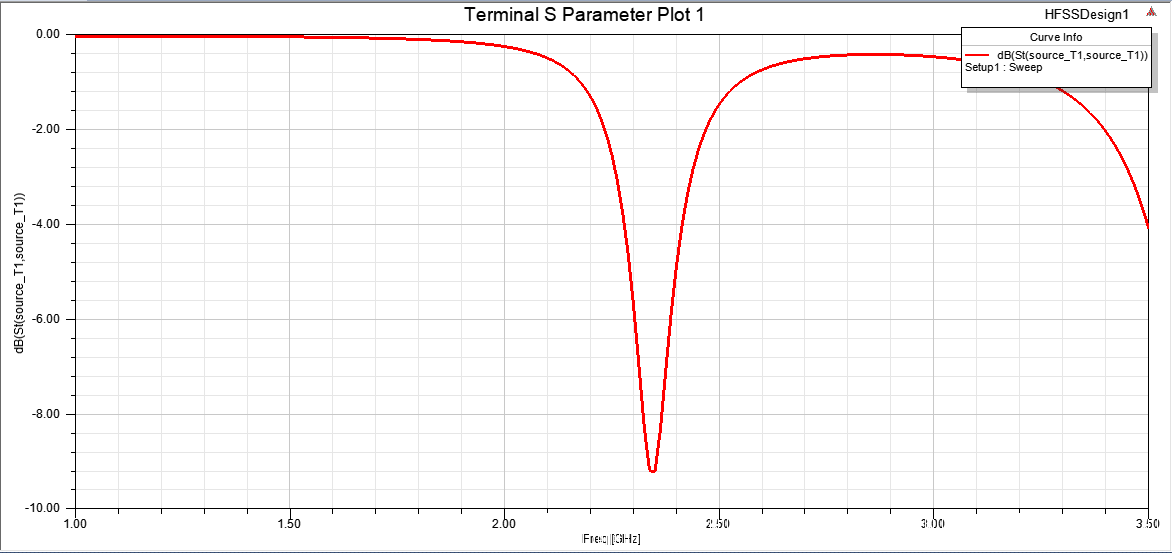 Terminal S Parameter Plot 1
HFSSDesign1
Curve Info
dB(St(source_T1,source_T1))
Setup1 : Sweep
dB(St(source_T1,source_T1))
0.00
-2.00
-4.00
-6.00
-8.00
-10.00
1.00 1.50 2.00 2.50 3.00 3.50
Freq [GHz]